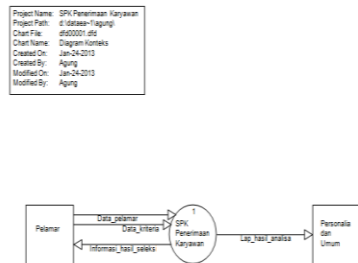 Project Name: SPK Penerimaan Karyawan
Project Path: d:\dataea~1\agung\
Chart File: dfd00001.dfd
Chart Name: Diagram Konteks
Created On: Jan-24-2013
Created By: Agung
Modified On: Jan-24-2013
Modified By: Agung
Pelamar
Data_pelamar
Data_kriteria
Informasi_hasil_seleks
1
SPK
Penerimaan
Karyawan
Lap_hasil_analisa
Personalia
dan
Umum